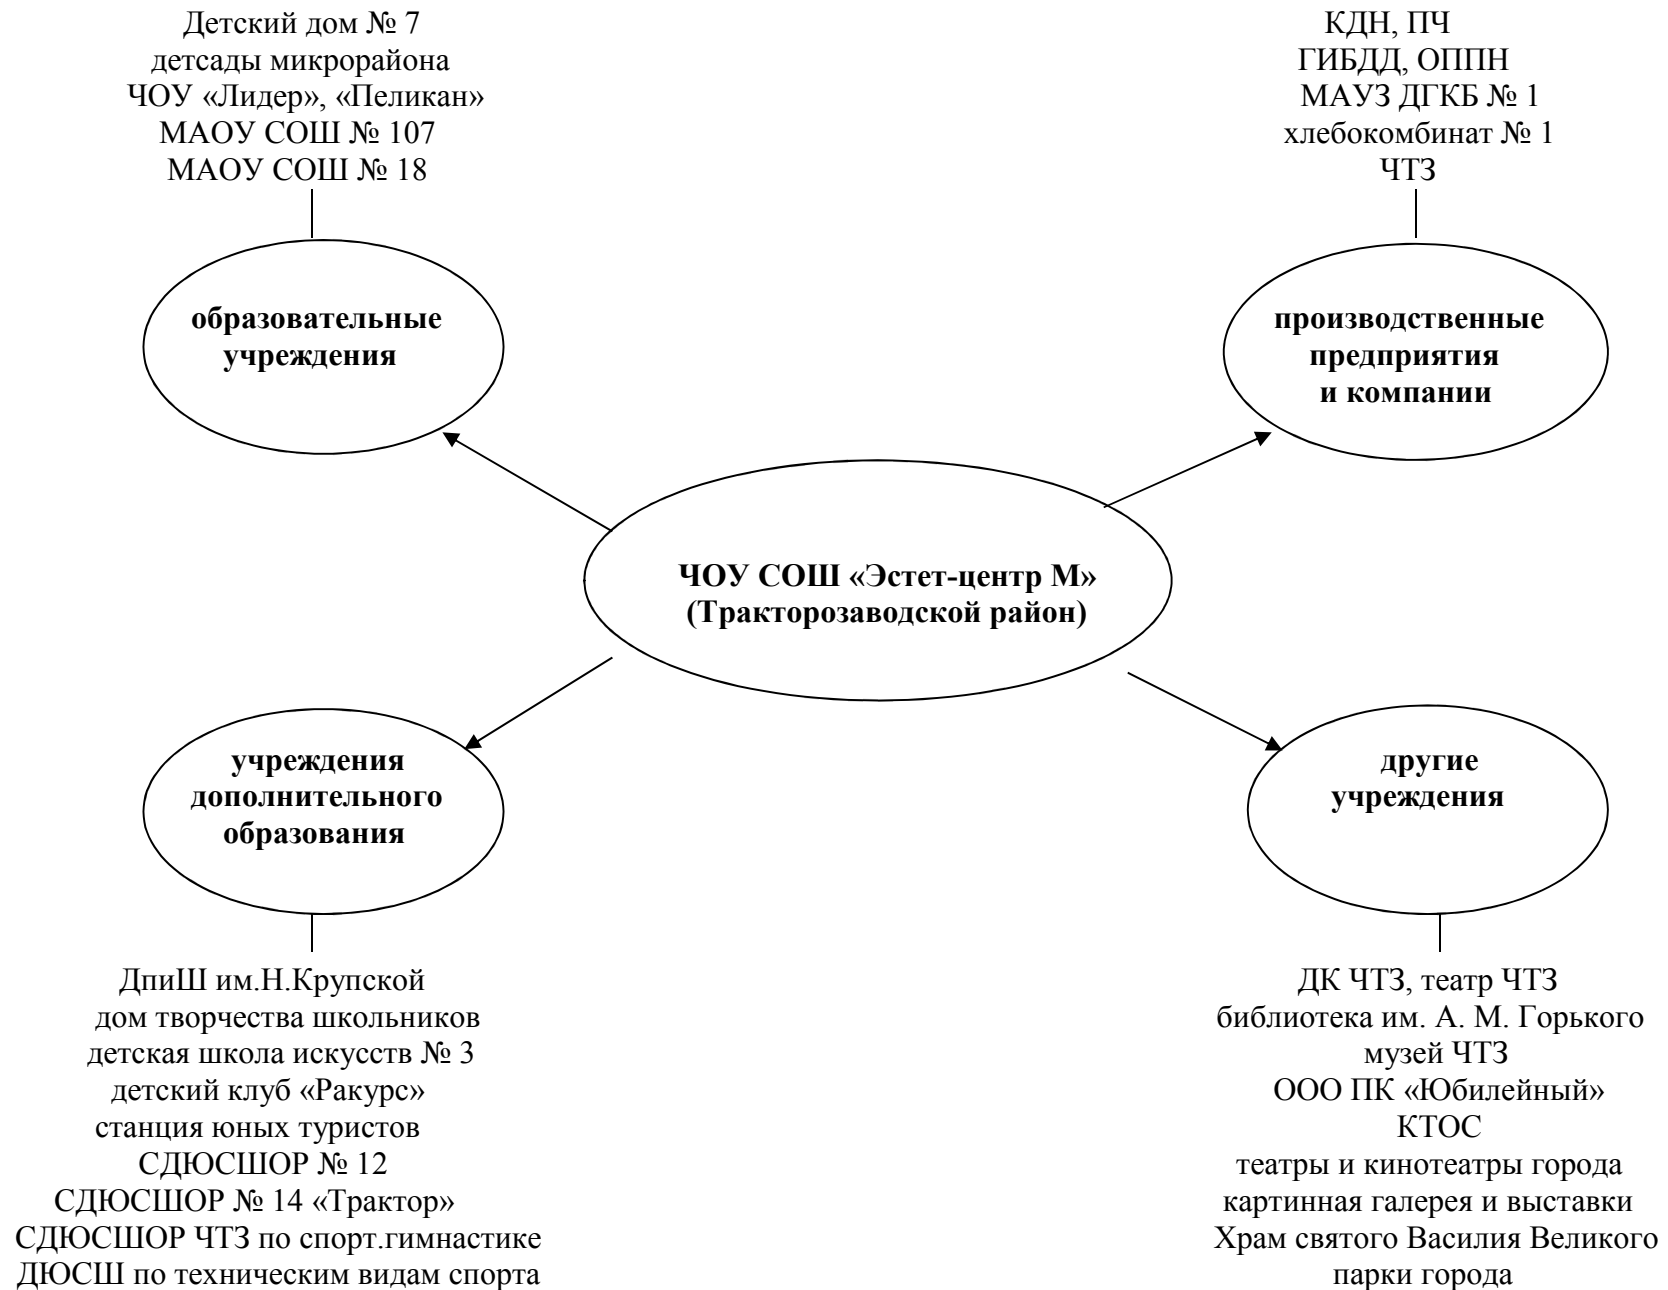 Детский дом № 7
детсады микрорайона
ЧОУ «Лидер», «Пеликан»
МАОУ СОШ № 107
МАОУ СОШ № 18
КДН, ПЧ
ГИБДД, ОППН
МАУЗ ДГКБ № 1
хлебокомбинат № 1
ЧТЗ
образовательные
учреждения
производственные
предприятия
и компании
ЧОУ СОШ «Эстет-центр М»
(Тракторозаводской район)
учреждения
дополнительного
образования
другие
учреждения
ДпиШ им.Н.Крупской
дом творчества школьников
детская школа искусств № 3
детский клуб «Ракурс»
станция юных туристов
СДЮСШОР № 12
СДЮСШОР № 14 «Трактор»
СДЮСШОР ЧТЗ по спорт.гимнастике
ДЮСШ по техническим видам спорта
ДК ЧТЗ, театр ЧТЗ
библиотека им. А. М. Горького
музей ЧТЗ
ООО ПК «Юбилейный»
КТОС
театры и кинотеатры города
картинная галерея и выставки
Храм святого Василия Великого
парки города